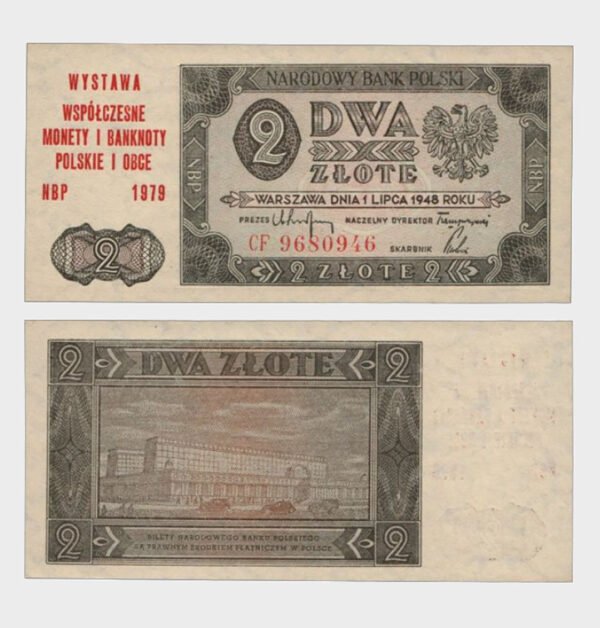 WYSTAWA
WSPÓŁCZESNE
MONETY I BANKNOTY
POLSKIE I OBCE
NBP 1979
2
NARODOWY BANK POLSKI
NBP
NBP
2
DWA
ZŁOTE
WARSZAWA DNIA 1 LIPCA 1948 ROKU
PREZES NACZELNY DYREKTOR
CF 9680946 SKARBNIK
2 ZŁOTE 2
2 DWA ZŁOTE 2
2 BILETY NARODOWEGO BANKU POLSKIEGO 2
SĄ PRAWNYM ŚRODKIEM PŁATNICZYM W POLSCE